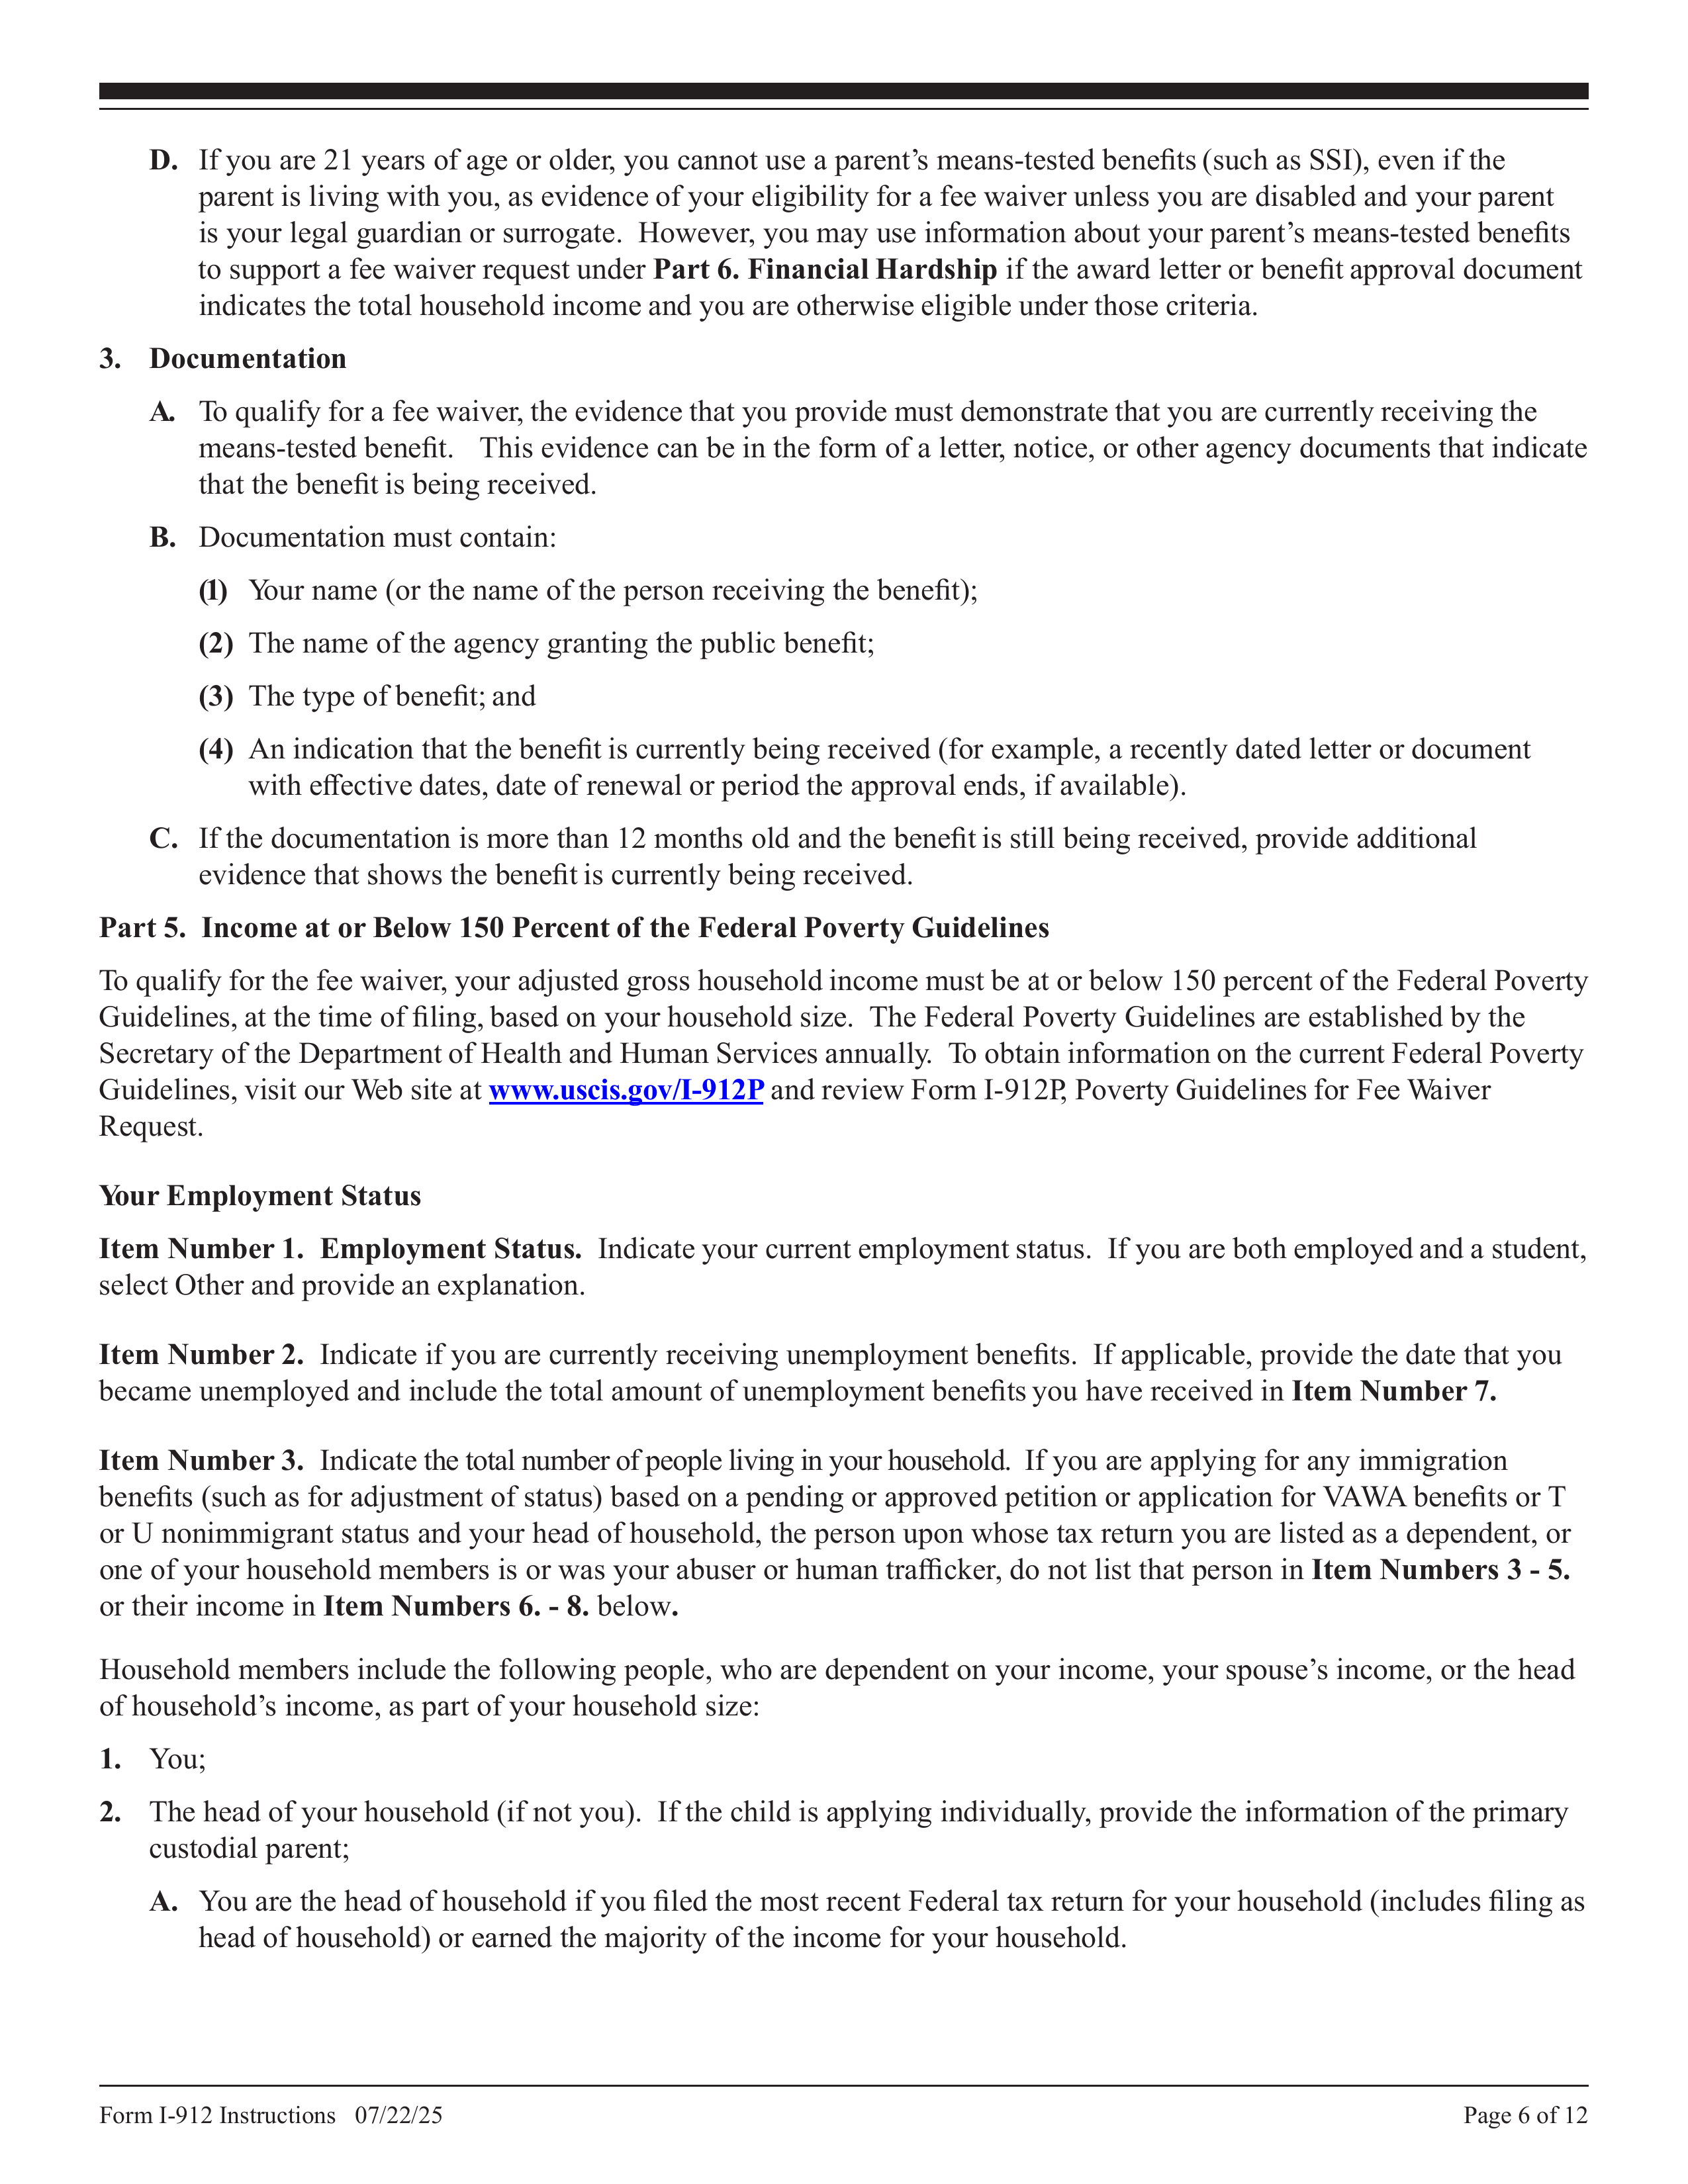 D. If you are 21 years of age or older, you cannot use a parent’s means-tested benefits (such as SSI), even if the
parent is living with you, as evidence of your eligibility for a fee waiver unless you are disabled and your parent
is your legal guardian or surrogate. However, you may use information about your parent’s means-tested benefits
to support a fee waiver request under Part 6. Financial Hardship if the award letter or benefit approval document
indicates the total household income and you are otherwise eligible under those criteria.
3. Documentation
A. To qualify for a fee waiver, the evidence that you provide must demonstrate that you are currently receiving the
means-tested benefit. This evidence can be in the form of a letter, notice, or other agency documents that indicate
that the benefit is being received.
B. Documentation must contain:
(1) Your name (or the name of the person receiving the benefit);
(2) The name of the agency granting the public benefit;
(3) The type of benefit; and
(4) An indication that the benefit is currently being received (for example, a recently dated letter or document
with effective dates, date of renewal or period the approval ends, if available).
C. If the documentation is more than 12 months old and the benefit is still being received, provide additional
evidence that shows the benefit is currently being received.
Part 5. Income at or Below 150 Percent of the Federal Poverty Guidelines
To qualify for the fee waiver, your adjusted gross household income must be at or below 150 percent of the Federal Poverty
Guidelines, at the time of filing, based on your household size. The Federal Poverty Guidelines are established by the
Secretary of the Department of Health and Human Services annually. To obtain information on the current Federal Poverty
Guidelines, visit our Web site at www.uscis.gov/I-912P and review Form I-912P, Poverty Guidelines for Fee Waiver
Request.
Your Employment Status
Item Number 1. Employment Status. Indicate your current employment status. If you are both employed and a student,
select Other and provide an explanation.
Item Number 2. Indicate if you are currently receiving unemployment benefits. If applicable, provide the date that you
became unemployed and include the total amount of unemployment benefits you have received in Item Number 7.
Item Number 3. Indicate the total number of people living in your household. If you are applying for any immigration
benefits (such as for adjustment of status) based on a pending or approved petition or application for VAWA benefits or T
or U nonimmigrant status and your head of household, the person upon whose tax return you are listed as a dependent, or
one of your household members is or was your abuser or human trafficker, do not list that person in Item Numbers 3 - 5.
or their income in Item Numbers 6. - 8. below.
Household members include the following people, who are dependent on your income, your spouse’s income, or the head
of household’s income, as part of your household size:
1. You;
2. The head of your household (if not you). If the child is applying individually, provide the information of the primary
custodial parent;
A. You are the head of household if you filed the most recent Federal tax return for your household (includes filing as
head of household) or earned the majority of the income for your household.
Form I-912 Instructions 07/22/25
Page 6 of 12